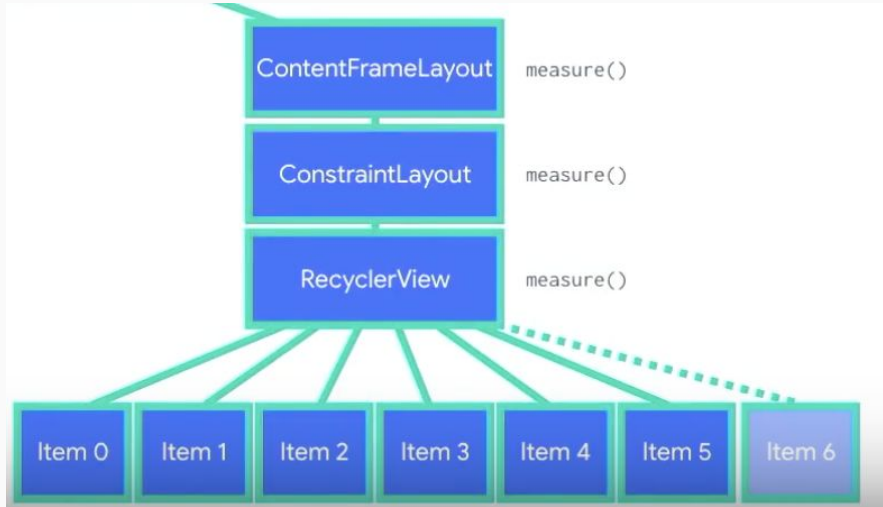 ContentFrameLayout measure()
ConstraintLayout measure()
RecyclerView measure()
Item 0 Item 1 Item 2 Item 3 Item 4 Item 5 Item 6